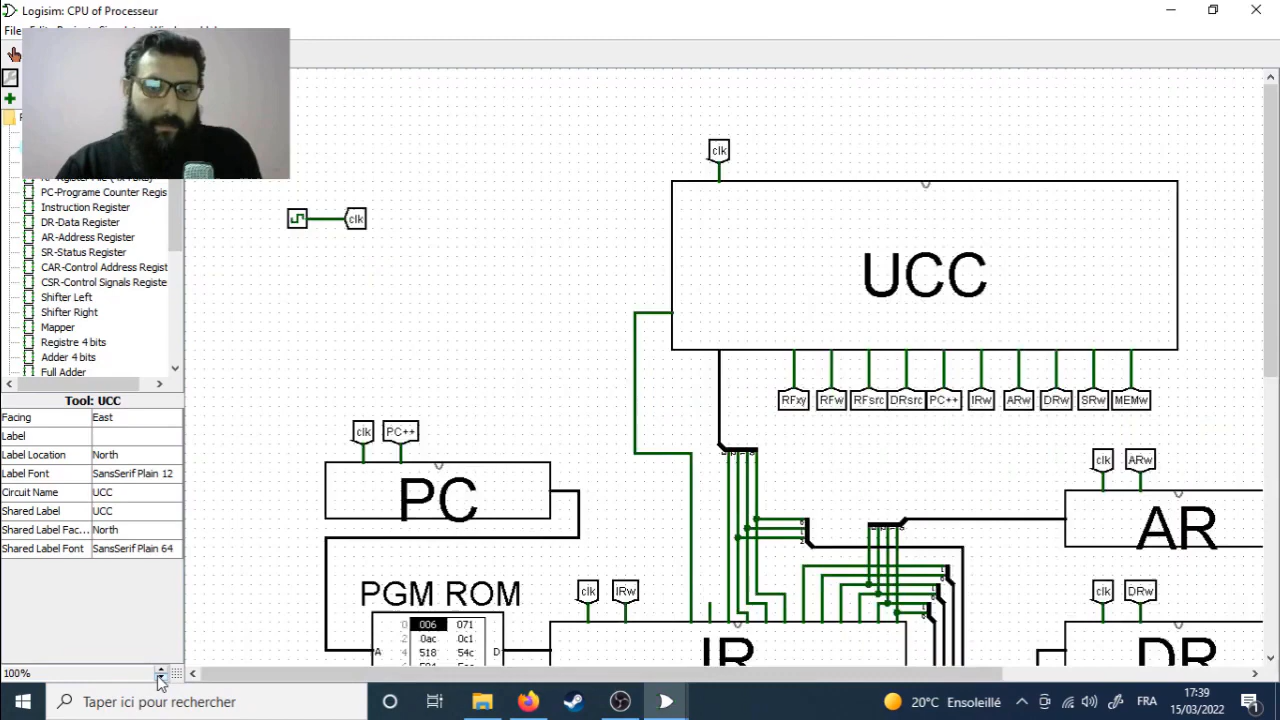 Logisim: CPU of Processeur
clk
clk
UCC
RFxy RFw RFsrc DRsrc PC++ IRw ARw DRw SRw MEMw
clk PC++
PC
clk ARw
AR
PGM ROM
0 006 071
2 0ac 0c1
4 518 54c
A
D
clk IRw
IR
clk DRw
DR
PC-Programe Counter Regis
Instruction Register
DR-Data Register
AR-Address Register
SR-Status Register
CAR-Control Address Regist
CSR-Control Signals Registe
Shifter Left
Shifter Right
Mapper
Registre 4 bits
Adder 4 bits
Full Adder
Tool: UCC
Facing East
Label
Label Location North
Label Font SansSerif Plain 12
Circuit Name UCC
Shared Label UCC
Shared Label Fac... North
Shared Label Font SansSerif Plain 64
100%
Taper ici pour rechercher
20°C Ensoleillé
FRA
17:39
15/03/2022
1